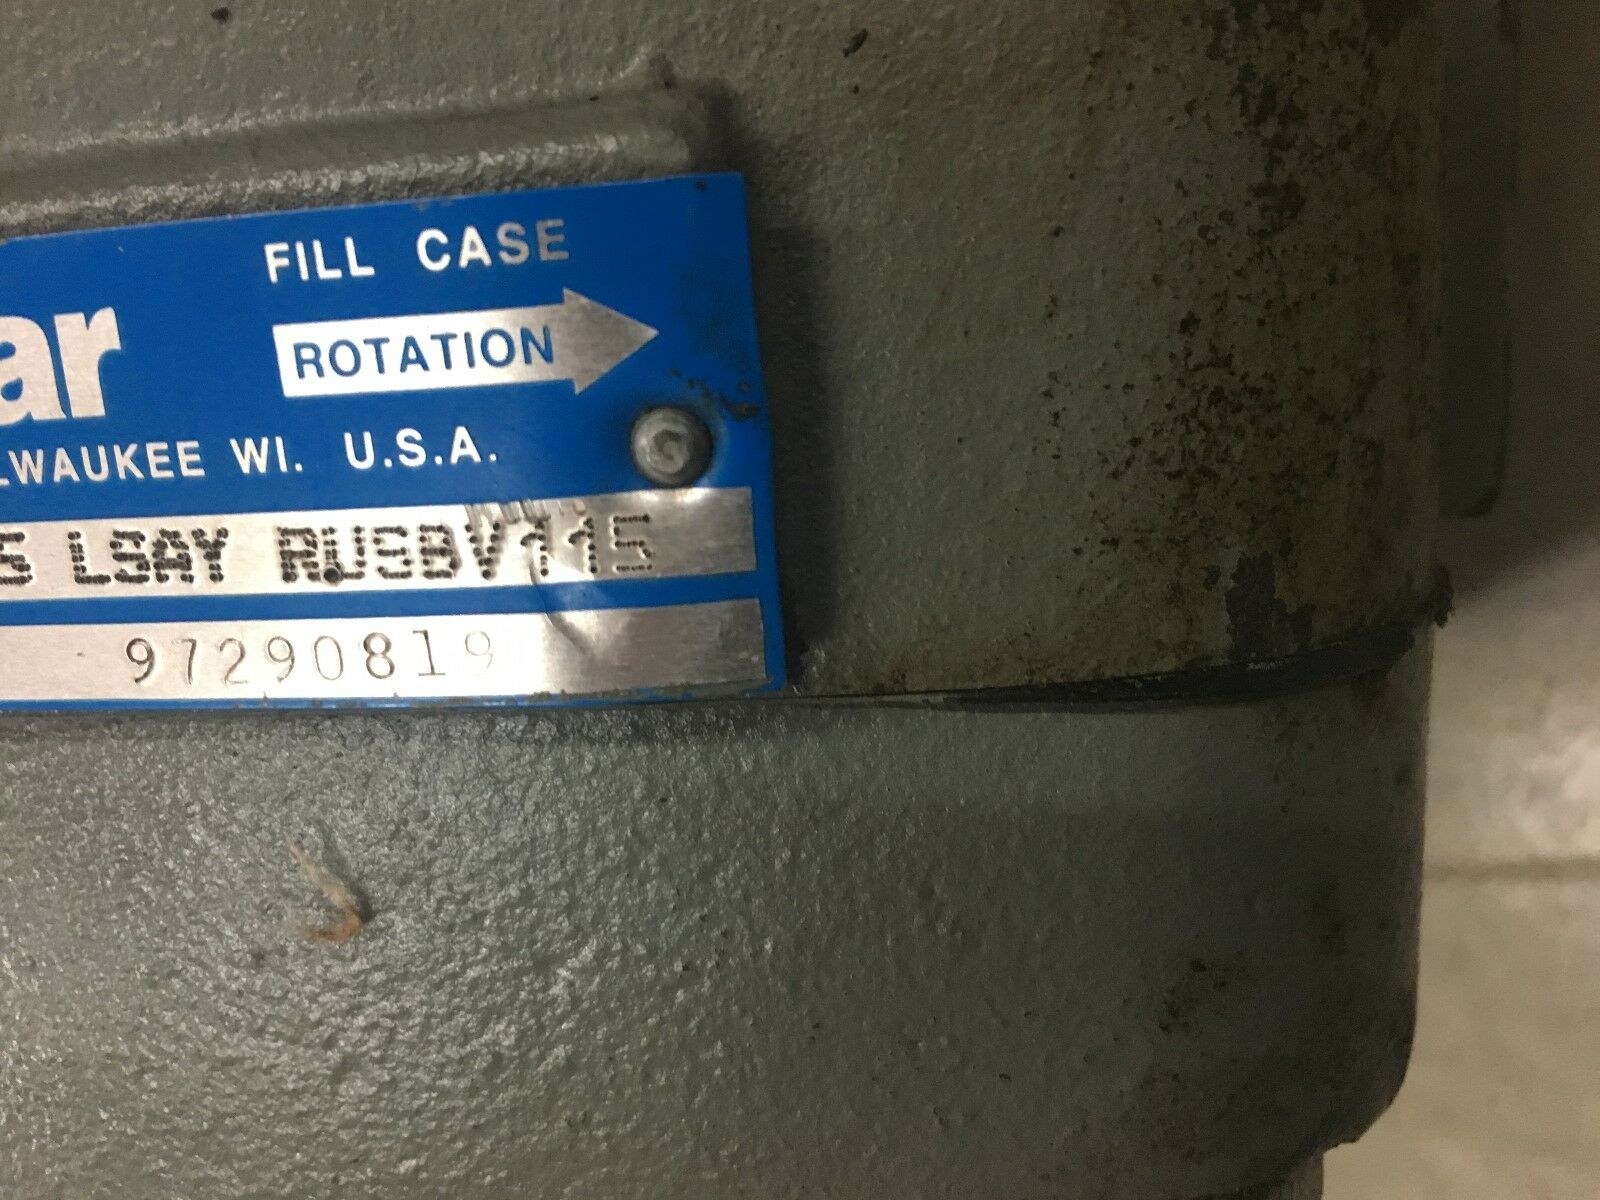 FILL CASE
ar
ROTATION
LWAUKEE WI. U.S.A.
5 LSAY RUSBV115
97290819